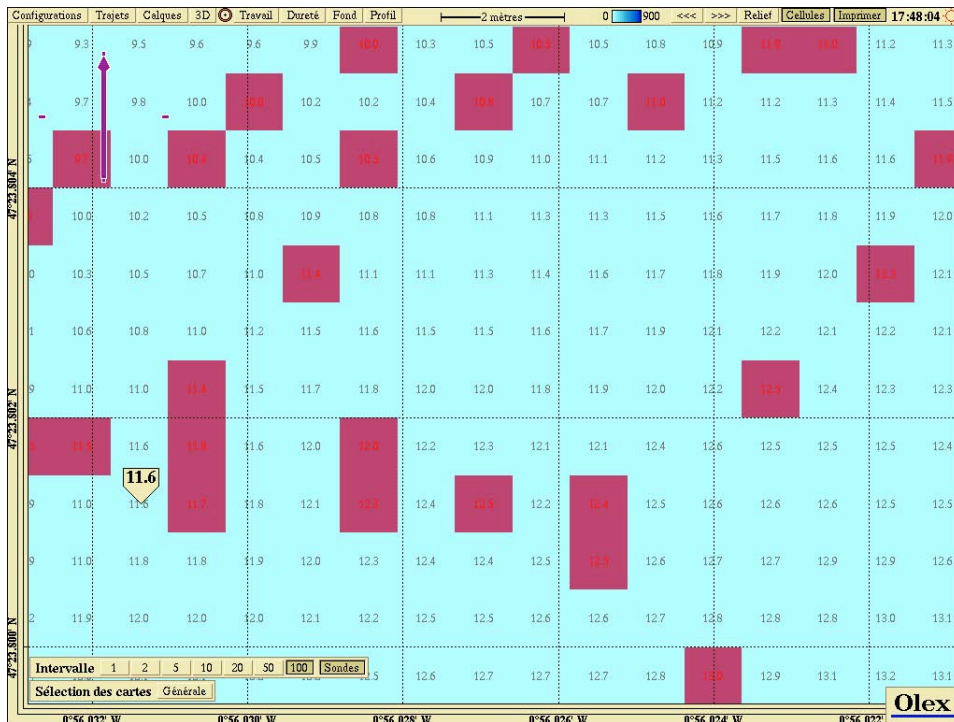 Configurations Trajets Calques 3D Travail Dureté Fond Profil 2 mètres 0 900 <<< >>> Relief Cellules Imprimer 17:48:04
9.3 9.5 9.6 9.6 9.9 10.0 10.3 10.5 10.5 10.5 10.8 10.9 11.0 11.2 11.3
9.7 9.8 10.0 10.0 10.2 10.2 10.4 10.8 10.7 10.7 11.0 11.2 11.2 11.3 11.4 11.5
9.7 10.0 10.4 10.4 10.5 10.5 10.6 10.9 11.0 11.1 11.2 11.3 11.5 11.6 11.6
47°23.804' N
10.0 10.2 10.5 10.8 10.9 10.8 10.8 11.1 11.3 11.3 11.5 11.6 11.7 11.8 11.9 12.0
10.3 10.5 10.7 11.0 11.4 11.1 11.1 11.3 11.4 11.6 11.7 11.8 11.9 12.0 12.1
10.6 10.8 11.0 11.2 11.5 11.6 11.5 11.5 11.6 11.7 11.9 12.1 12.2 12.1 12.2 12.1
11.0 11.0 11.4 11.5 11.7 11.8 12.0 12.0 11.8 11.9 12.0 12.2 12.5 12.4 12.3 12.3
47°23.802' N
11.5 11.6 11.8 11.6 12.0 12.0 12.2 12.3 12.1 12.1 12.4 12.6 12.5 12.5 12.5 12.4
11.6
11.0 11.6 11.7 11.8 12.1 12.3 12.4 12.5 12.2 12.4 12.5 12.6 12.6 12.6 12.5 12.5
11.0 11.8 11.8 11.9 12.0 12.3 12.4 12.4 12.5 12.5 12.6 12.7 12.7 12.9 12.9 12.6
11.9 12.0 12.0 12.0 12.1 12.2 12.5 12.5 12.6 12.6 12.7 12.8 12.8 12.8 13.0 13.1
47°23.800' N
Intervalle 1 2 5 10 20 50 100 Sondes
12.6 12.6 12.7 12.7 12.8 13.0 12.9 13.1 13.2 13.1
Sélection des cartes Générale
Olex
0°56.032' W 0°56.030' W 0°56.028' W 0°56.026' W 0°56.024' W 0°56.022'